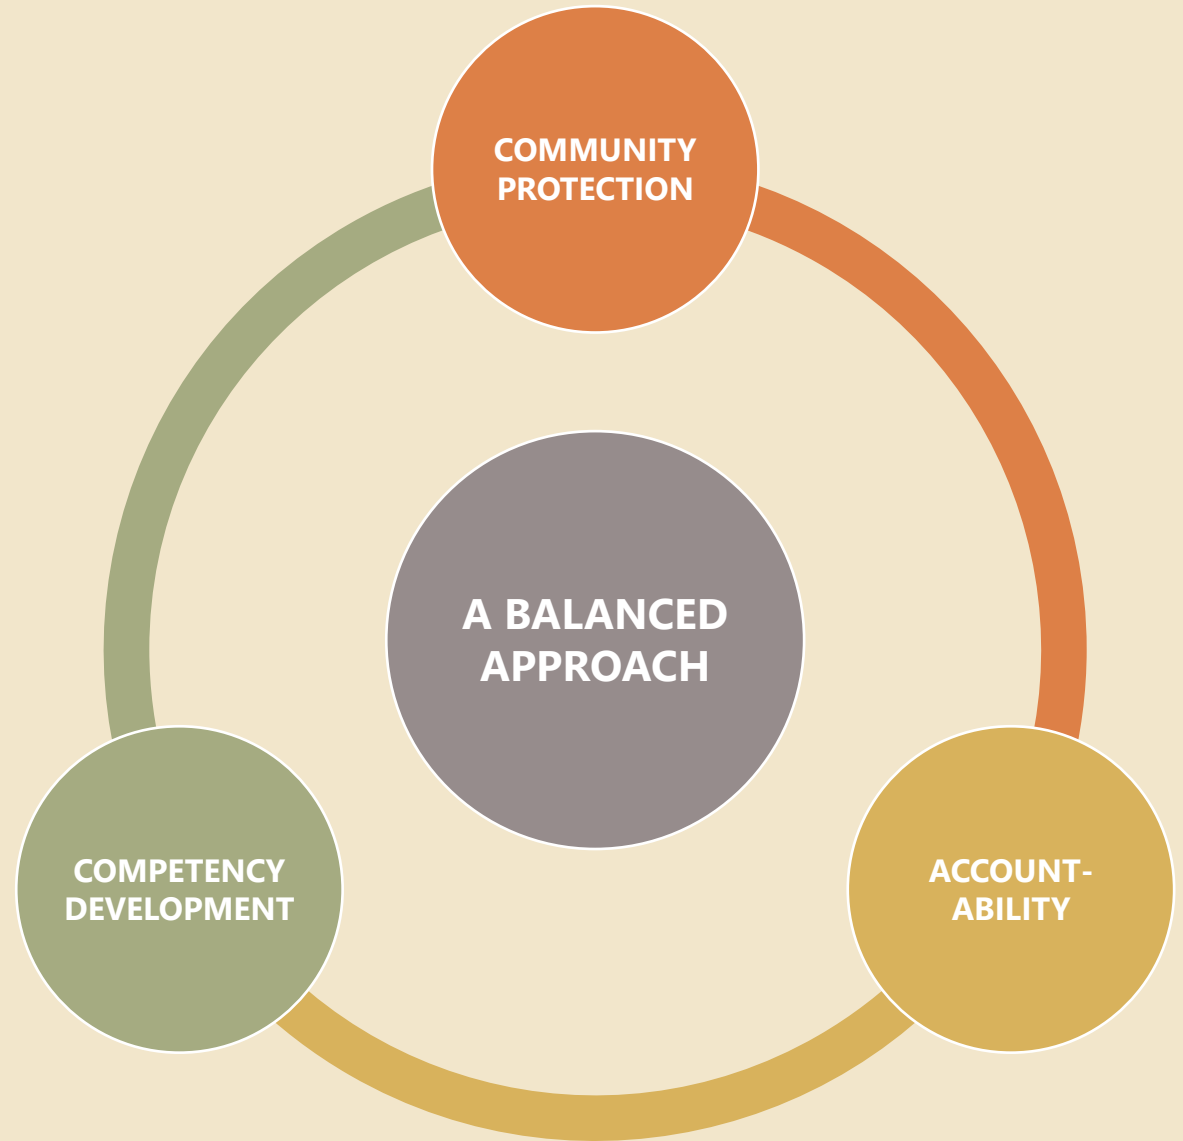 COMMUNITY
PROTECTION
A BALANCED
APPROACH
COMPETENCY
DEVELOPMENT
ACCOUNT-
ABILITY